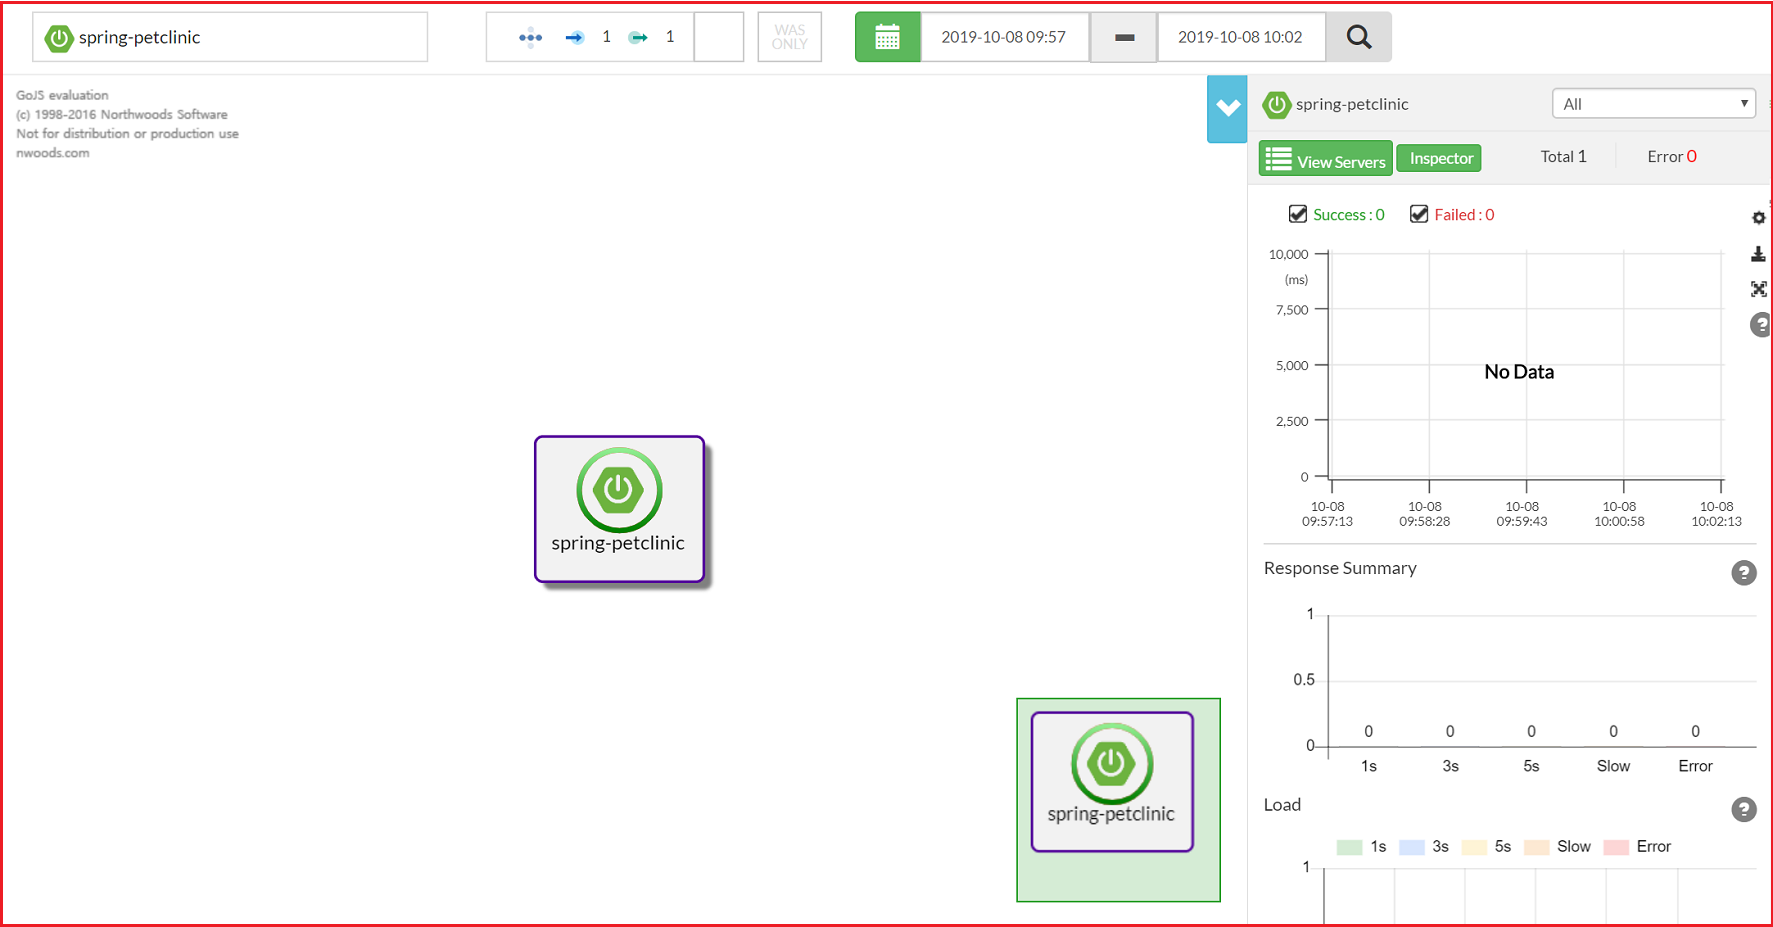 spring-petclinic
1 1
WAS
ONLY
2019-10-08 09:57
2019-10-08 10:02
GoJS evaluation
(c) 1998-2016 Northwoods Software
Not for distribution or production use
nwoods.com
spring-petclinic
spring-petclinic
spring-petclinic
All
View Servers
Inspector
Total 1
Error 0
Success : 0
Failed : 0
10,000
(ms)
7,500
5,000
2,500
0
No Data
10-08 10-08 10-08 10-08 10-08
09:57:13 09:58:28 09:59:43 10:00:58 10:02:13
Response Summary
?
1
0.5
0
0 0 0 0 0
1s 3s 5s Slow Error
Load
?
1s 3s 5s Slow Error
1